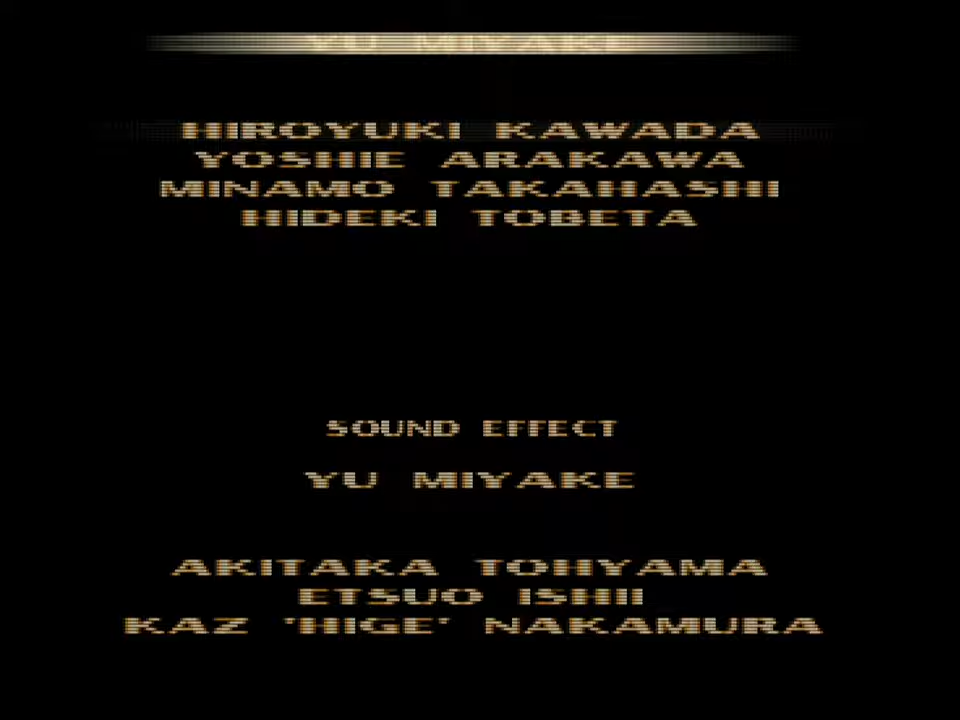 YU MIYAKE
HIROYUKI KAWADA
YOSHIE ARAKAWA
MINAMO TAKAHASHI
HIDEKI TOBETA
SOUND EFFECT
YU MIYAKE
AKITAKA TOHYAMA
ETSUO ISHII
KAZ 'HIGE' NAKAMURA